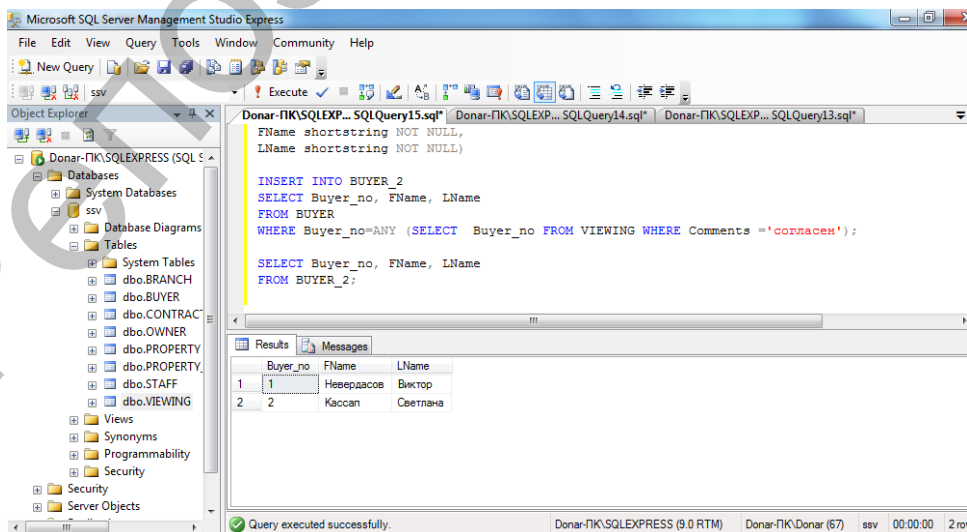 Microsoft SQL Server Management Studio Express
File Edit View Query Tools Window Community Help
New Query
ssv
Execute
Object Explorer
Donar-ПК\SQLEXP... SQLQuery15.sql* Donar-ПК\SQLEXP... SQLQuery14.sql* Donar-ПК\SQLEXP... SQLQuery13.sql*
Donar-ПК\SQLEXPRESS (SQL S
Databases
System Databases
ssv
Database Diagrams
Tables
System Tables
dbo.BRANCH
dbo.BUYER
dbo.CONTRAC
dbo.OWNER
dbo.PROPERTY
dbo.PROPERTY_
dbo.STAFF
dbo.VIEWING
Views
Synonyms
Programmability
Security
Security
Server Objects
FName shortstring NOT NULL,
LName shortstring NOT NULL)
INSERT INTO BUYER_2
SELECT Buyer_no, FName, LName
FROM BUYER
WHERE Buyer_no=ANY (SELECT Buyer_no FROM VIEWING WHERE Comments ='согласен');
SELECT Buyer_no, FName, LName
FROM BUYER_2;
Results Messages
Buyer_no FName LName
1 1 Невердасов Виктор
2 2 Кассап Светлана
Query executed successfully. Donar-ПК\SQLEXPRESS (9.0 RTM) Donar-ПК\Donar (67) ssv 00:00:00 2 ro